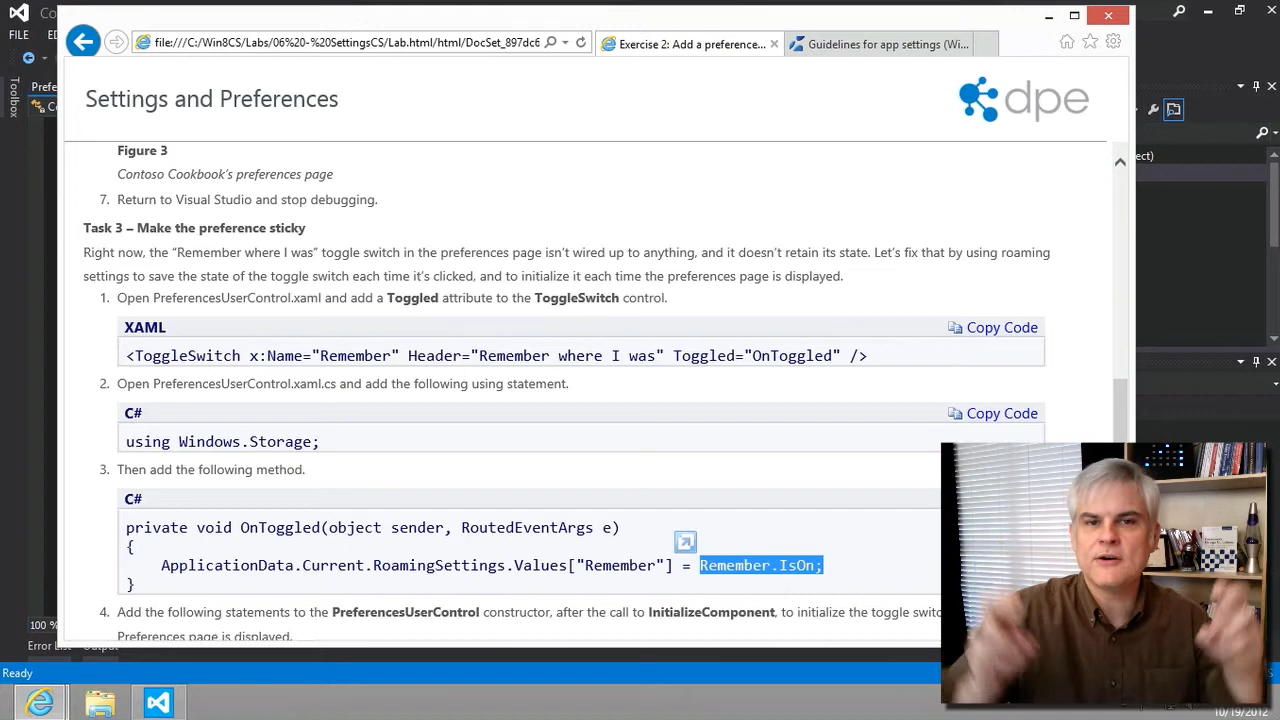 FILE
file:///C:/Win8CS/Labs/06%20-%20SettingsCS/Lab.html/html/DocSet_897dc6
Exercise 2: Add a preference...
Guidelines for app settings (W...
Toolbox
Settings and Preferences
dpe
Figure 3
Contoso Cookbook's preferences page
7. Return to Visual Studio and stop debugging.
Task 3 – Make the preference sticky
Right now, the “Remember where I was” toggle switch in the preferences page isn’t wired up to anything, and it doesn’t retain its state. Let’s fix that by using roaming
settings to save the state of the toggle switch each time it’s clicked, and to initialize it each time the preferences page is displayed.
1. Open PreferencesUserControl.xaml and add a Toggled attribute to the ToggleSwitch control.
XAML
Copy Code
<ToggleSwitch x:Name="Remember" Header="Remember where I was" Toggled="OnToggled" />
2. Open PreferencesUserControl.xaml.cs and add the following using statement.
C#
Copy Code
using Windows.Storage;
3. Then add the following method.
C#
private void OnToggled(object sender, RoutedEventArgs e)
{
ApplicationData.Current.RoamingSettings.Values["Remember"] = Remember.IsOn;
}
4. Add the following statements to the PreferencesUserControl constructor, after the call to InitializeComponent, to initialize the toggle switc
Preferences page is displayed.
100 %
Error List
Output
Ready
10/19/2012